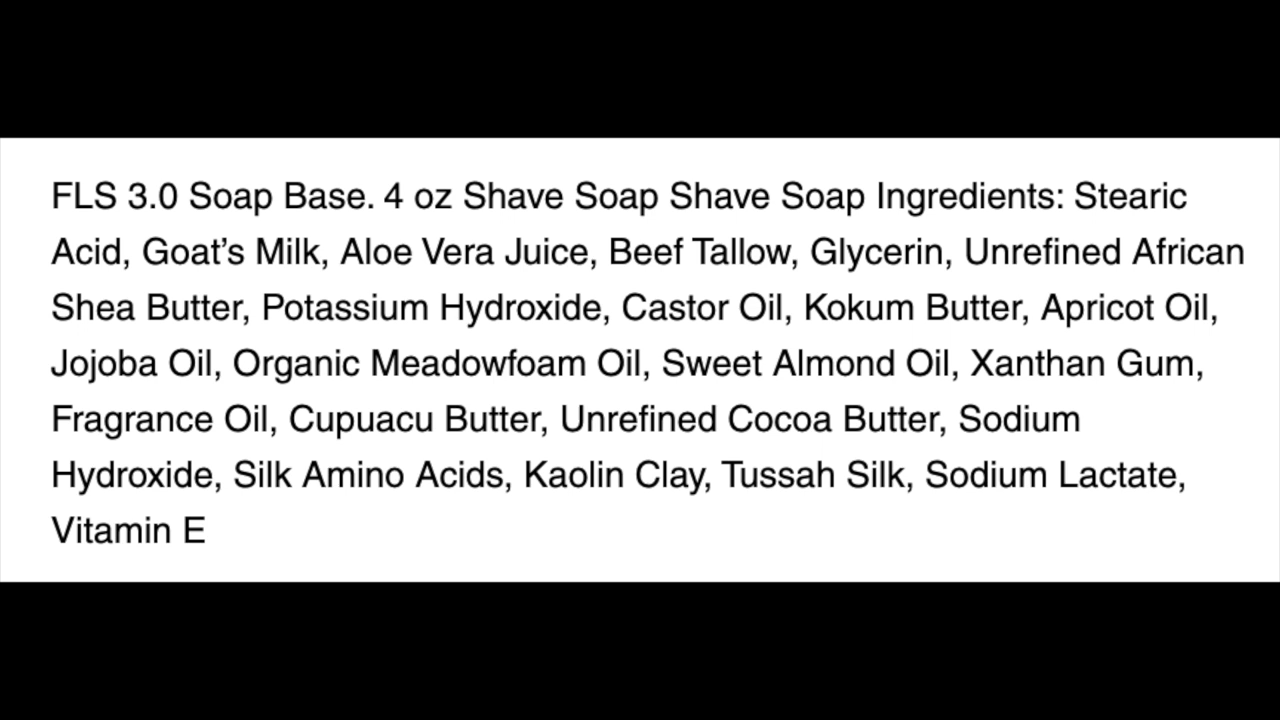 FLS 3.0 Soap Base. 4 oz Shave Soap Shave Soap Ingredients: Stearic
Acid, Goat’s Milk, Aloe Vera Juice, Beef Tallow, Glycerin, Unrefined African
Shea Butter, Potassium Hydroxide, Castor Oil, Kokum Butter, Apricot Oil,
Jojoba Oil, Organic Meadowfoam Oil, Sweet Almond Oil, Xanthan Gum,
Fragrance Oil, Cupuacu Butter, Unrefined Cocoa Butter, Sodium
Hydroxide, Silk Amino Acids, Kaolin Clay, Tussah Silk, Sodium Lactate,
Vitamin E